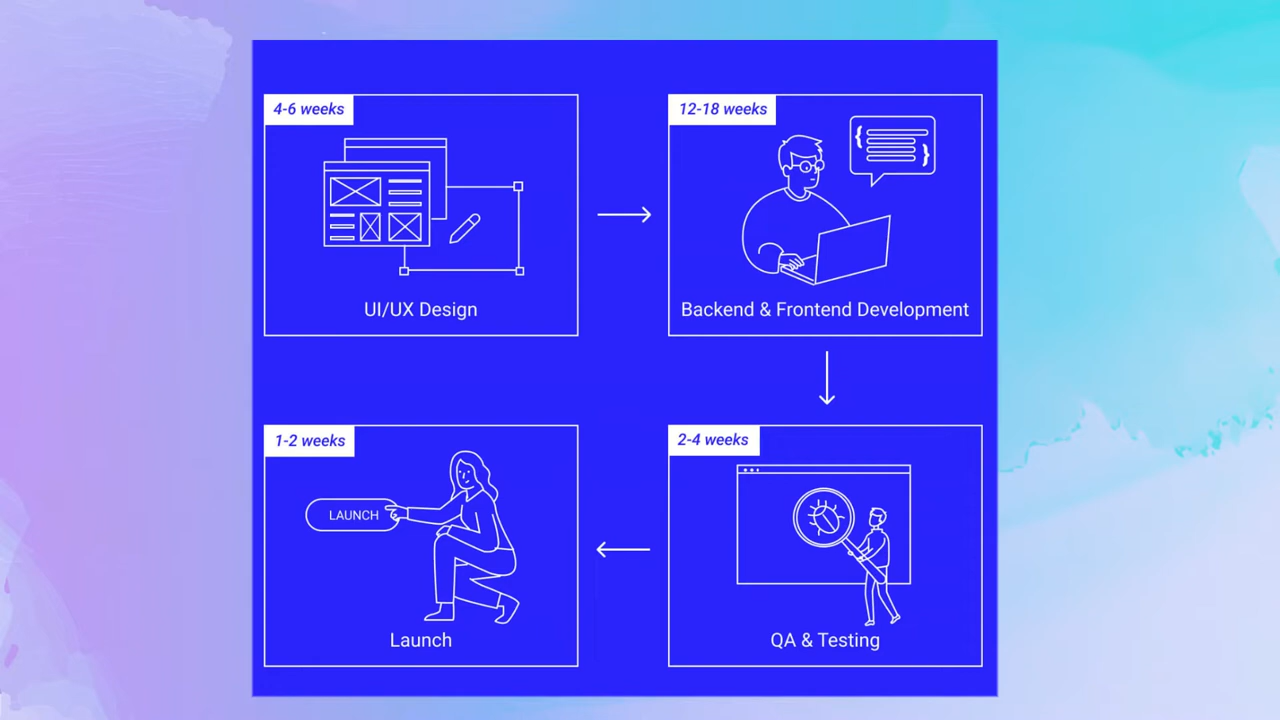 4-6 weeks
UI/UX Design
12-18 weeks
Backend & Frontend Development
2-4 weeks
QA & Testing
1-2 weeks
LAUNCH
Launch